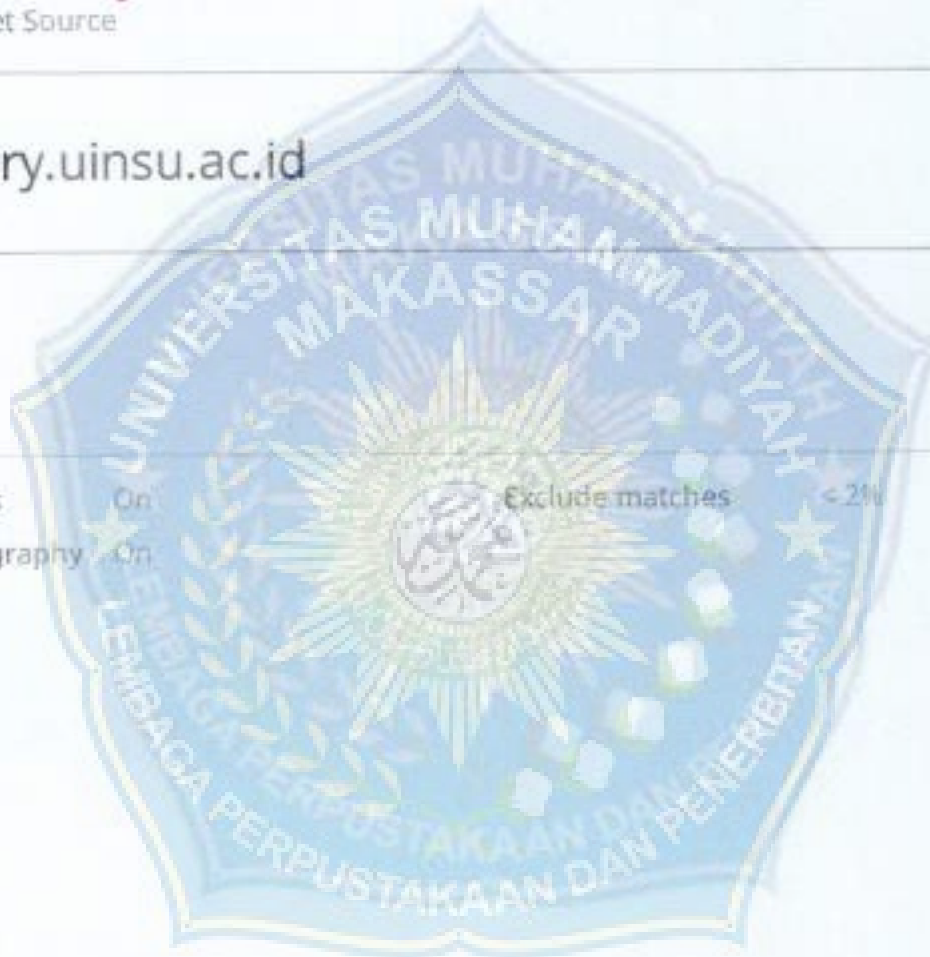 et Source
ry.uinsu.ac.id
UNIVERSITAS MUHAMMADIYAH
MAKASSAR
On
Exclude matches
< 2%
graphy On
LEMBAGA PERPUSTAKAAN DAN PENERBITAN